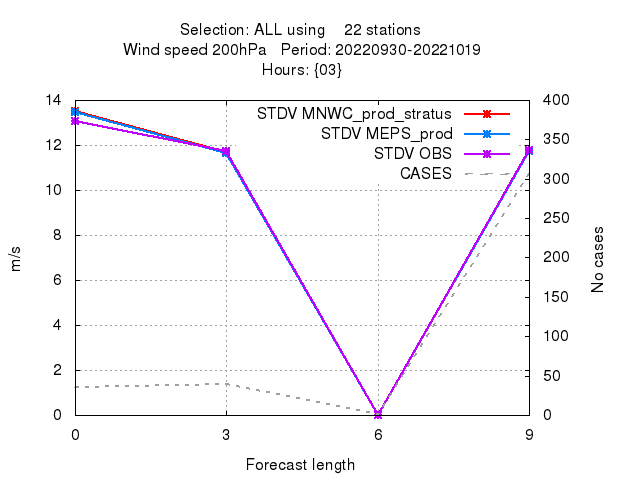 Selection: ALL using    22 stations
Wind speed 200hPa   Period: 20220930-20221019
Hours: {03}
14 400
STDV MNWC_prod_stratus
350
STDV MEPS_prod
12
STDV OBS
CASES
300
10
250
8
200
6
150
4
100
2
50
0 0
m/s
No cases
0 3 6 9
Forecast length